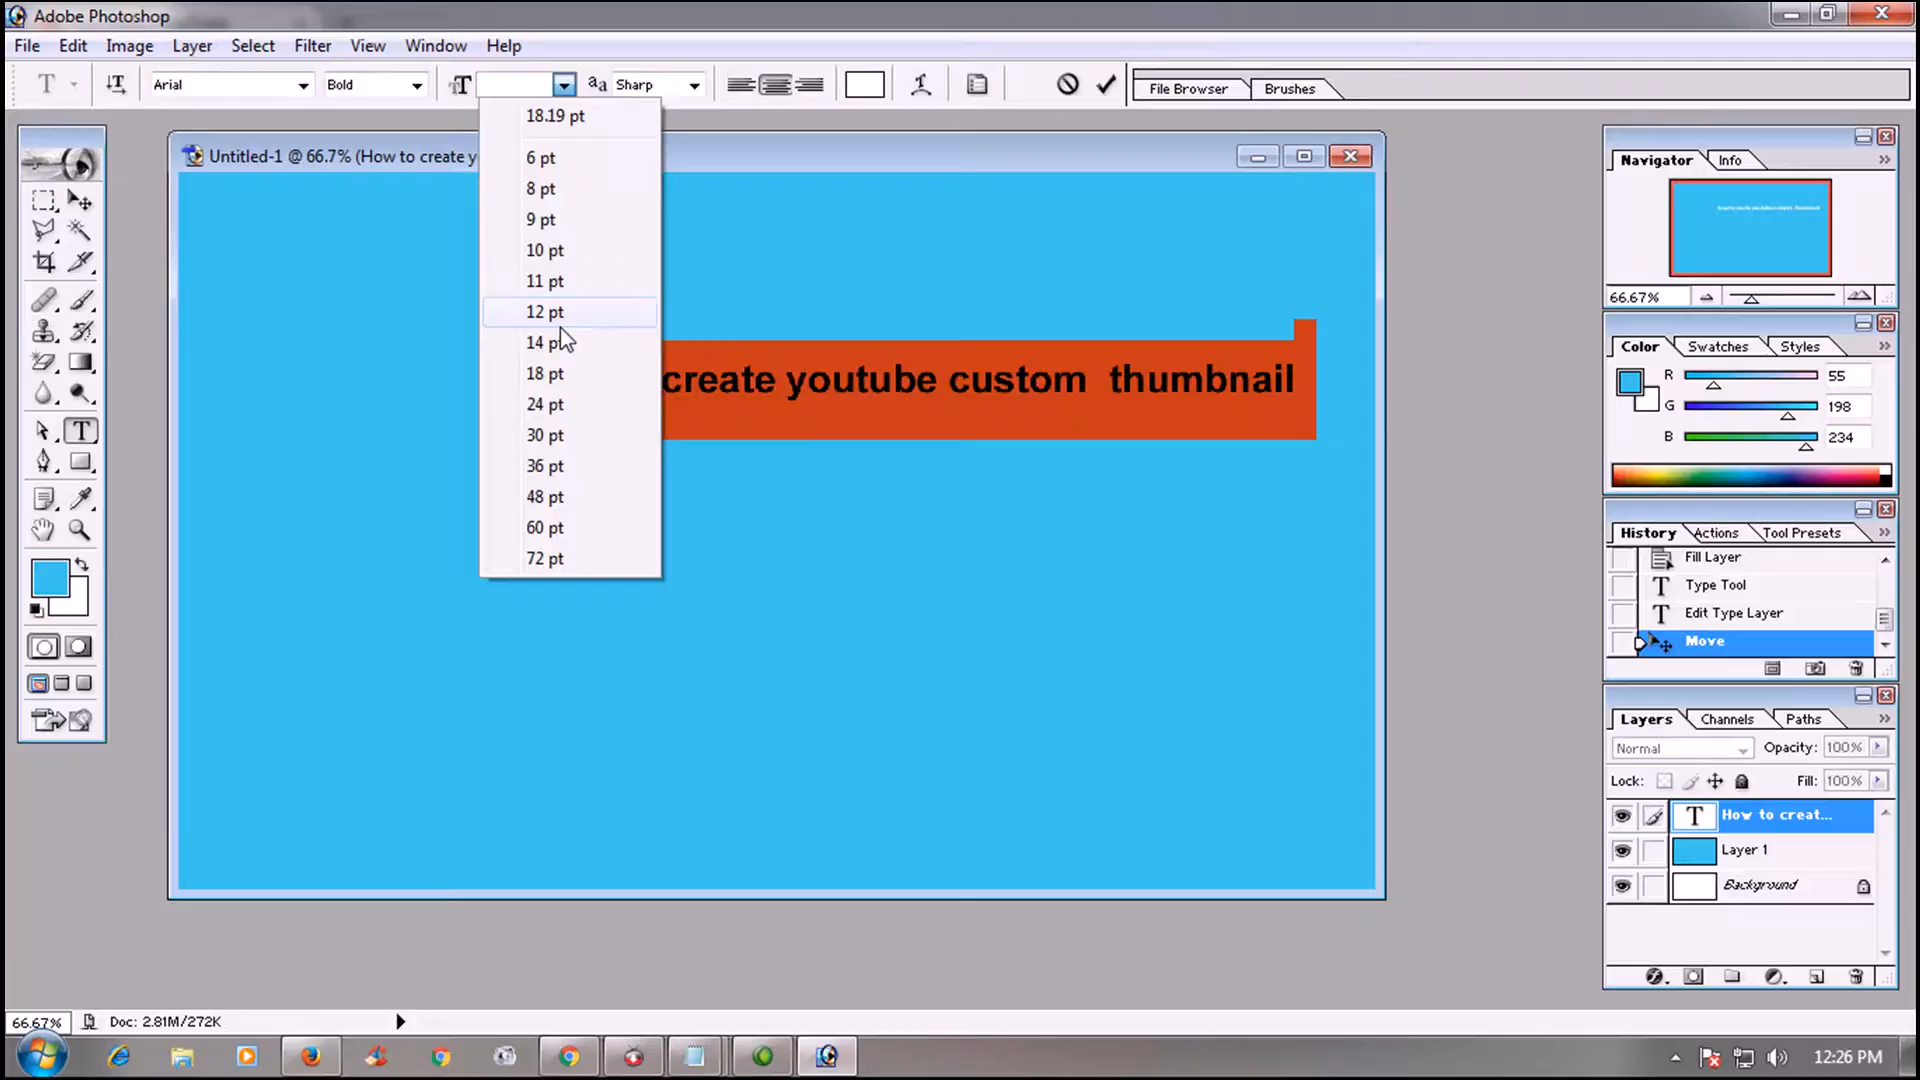 Adobe Photoshop
File Edit Image Layer Select Filter View Window Help
T Arial Bold Sharp File Browser Brushes
18.19 pt
6 pt
8 pt
9 pt
10 pt
11 pt
12 pt
14 pt
18 pt
24 pt
30 pt
36 pt
48 pt
60 pt
72 pt
Untitled-1 @ 66.7% (How to create y
create youtube custom  thumbnail
Navigator Info
66.67%
Color Swatches Styles
R 55
G 198
B 234
History Actions Tool Presets
Fill Layer
T Type Tool
T Edit Type Layer
Move
Layers Channels Paths
Normal Opacity: 100%
Lock: Fill: 100%
T How to creat...
Layer 1
Background
66.67% Doc: 2.81M/272K
12:26 PM